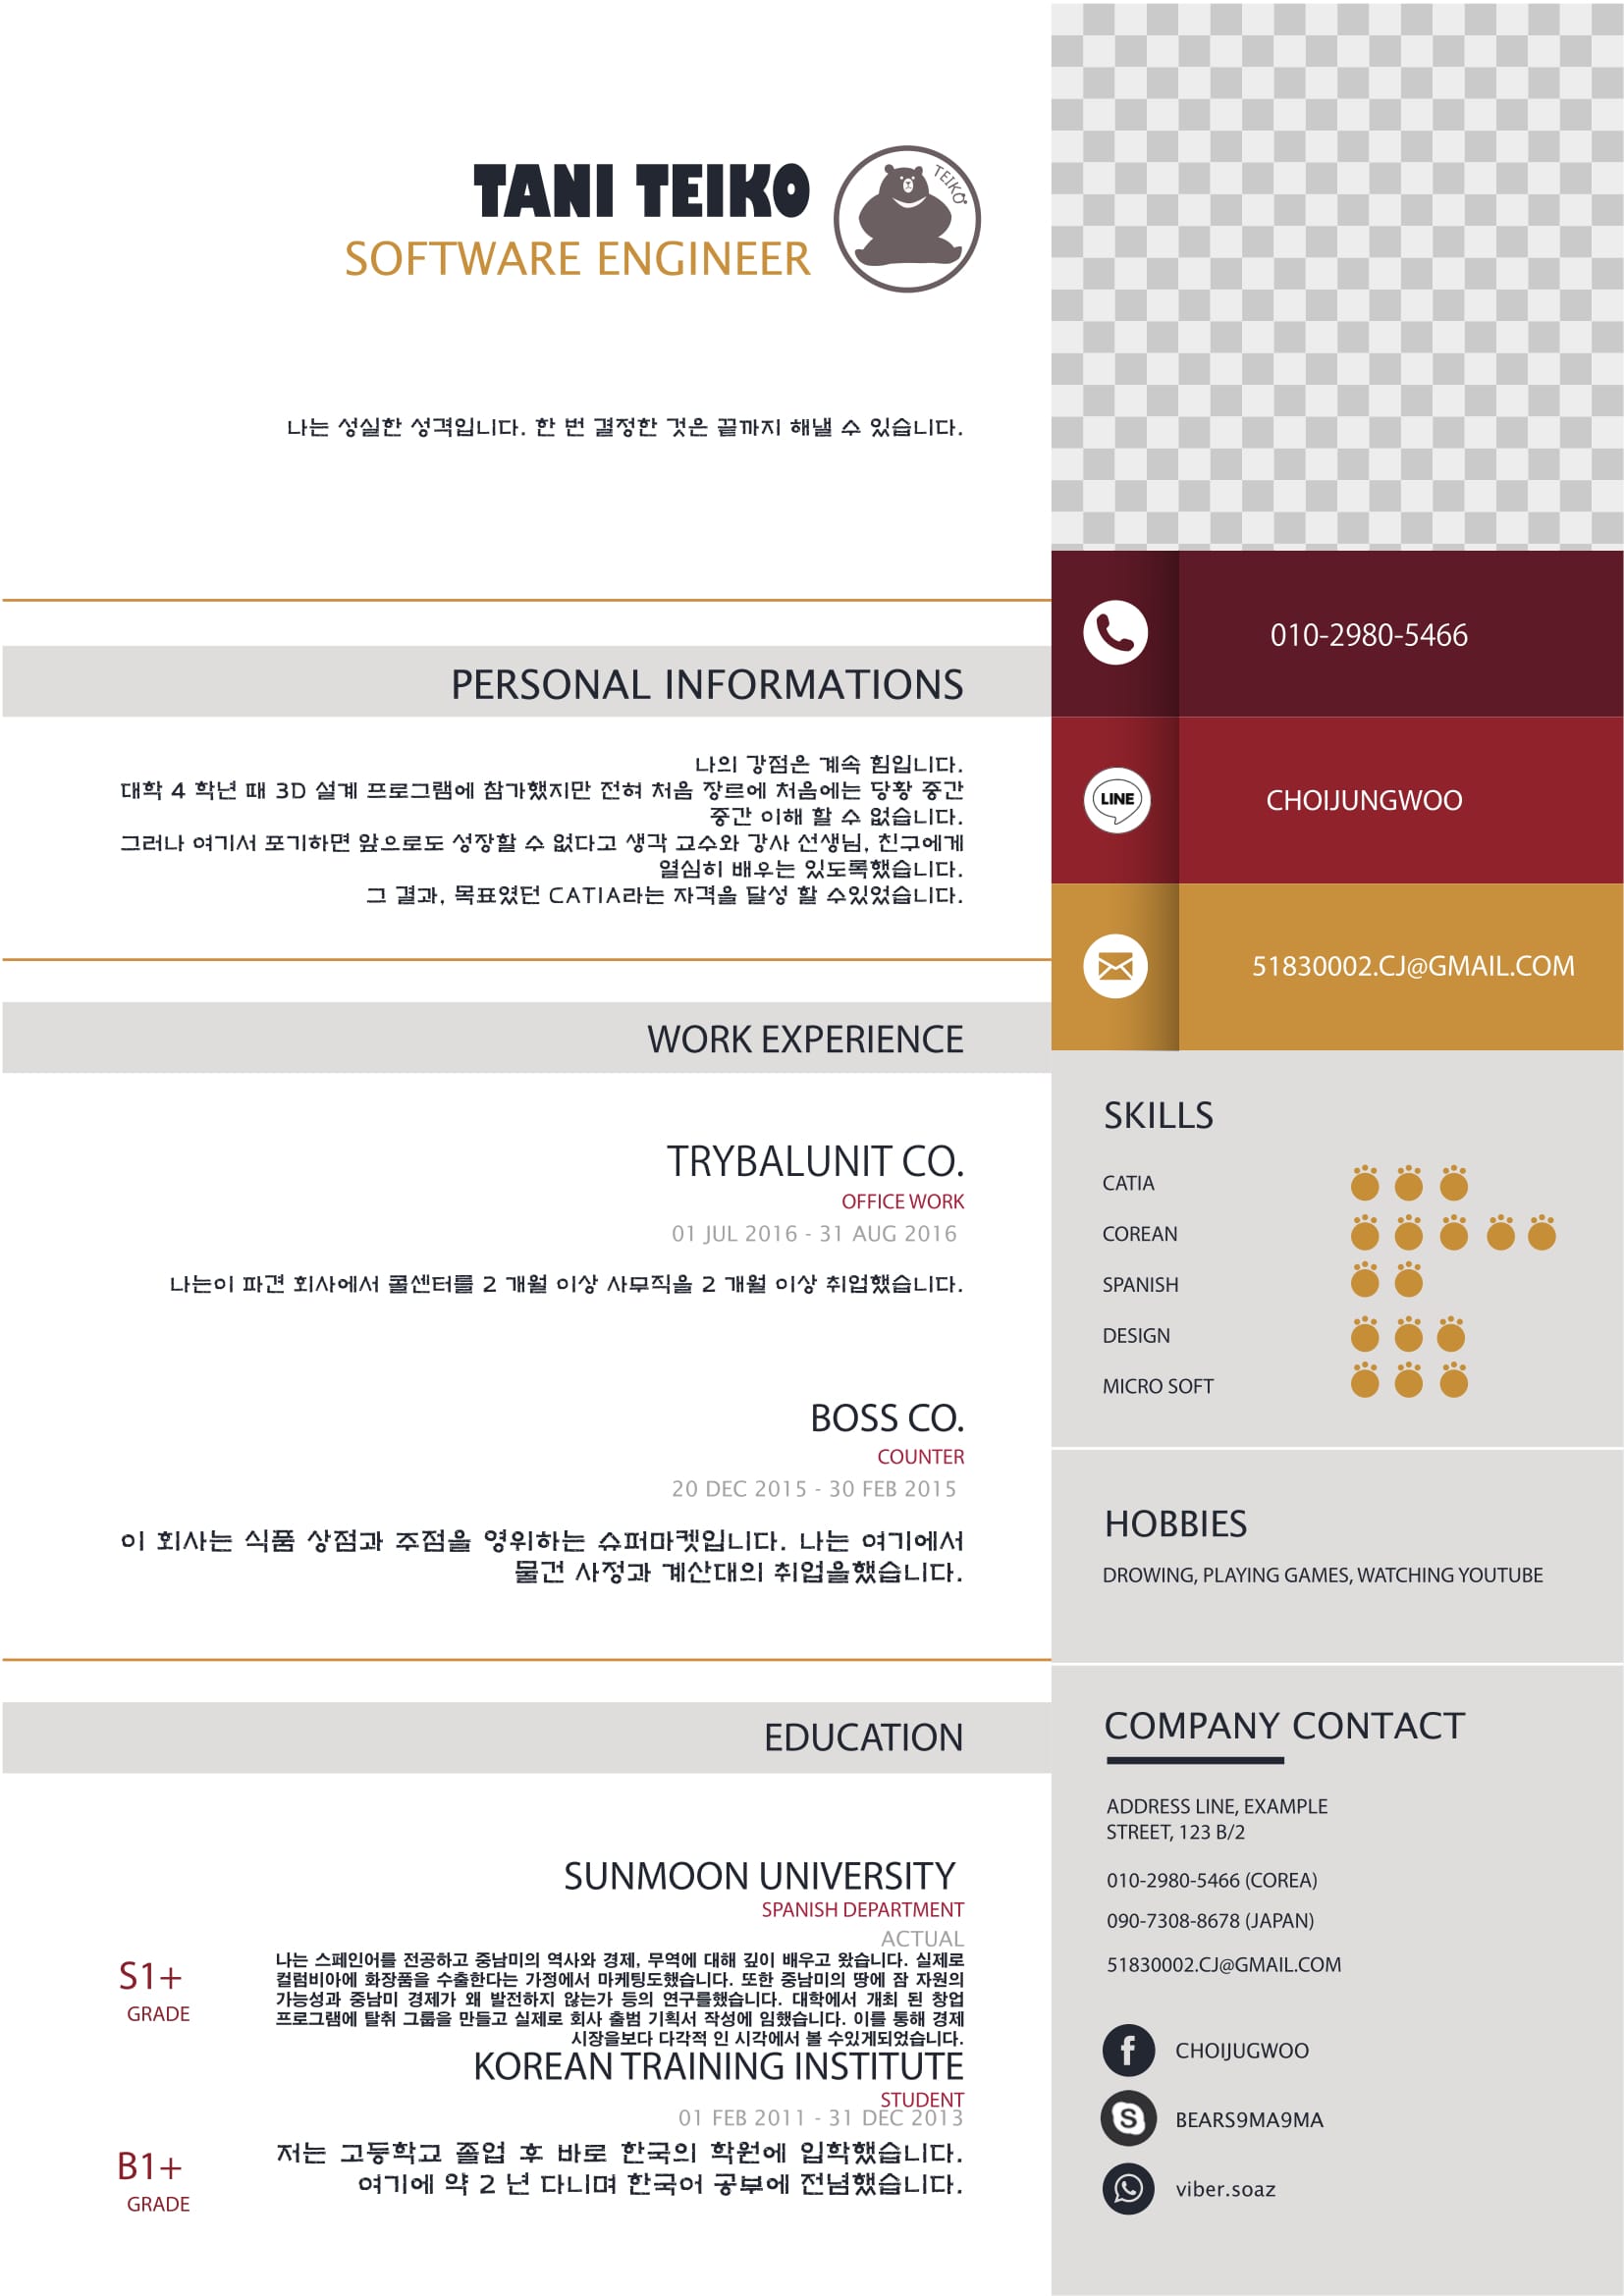 TANI TEIKO
TEIKO
SOFTWARE ENGINEER
나는 성실한 성격입니다. 한 번 결정한 것은 끝까지 해낼 수 있습니다.
PERSONAL INFORMATIONS
나의 강점은 계속 힘입니다.
대학 4 학년 때 3D 설계 프로그램에 참가했지만 전혀 처음 장르에 처음에는 당황 중간
중간 이해 할 수 없습니다.
그러나 여기서 포기하면 앞으로도 성장할 수 없다고 생각 교수와 강사 선생님, 친구에게
열심히 배우는 있도록했습니다.
그 결과, 목표였던 CATIA라는 자격을 달성 할 수있었습니다.
WORK EXPERIENCE
TRYBALUNIT CO.
OFFICE WORK
01 JUL 2016 - 31 AUG 2016
나는이 파견 회사에서 콜센터를 2 개월 이상 사무직을 2 개월 이상 취업했습니다.
BOSS CO.
COUNTER
20 DEC 2015 - 30 FEB 2015
이 회사는 식품 상점과 주점을 영위하는 슈퍼마켓입니다. 나는 여기에서
물건 사정과 계산대의 취업을했습니다.
EDUCATION
SUNMOON UNIVERSITY
SPANISH DEPARTMENT
ACTUAL
S1+
GRADE
나는 스페인어를 전공하고 중남미의 역사와 경제, 무역에 대해 깊이 배우고 왔습니다. 실제로
컬럼비아에 화장품을 수출한다는 가정에서 마케팅도했습니다. 또한 중남미의 땅에 잠 자원의
가능성과 중남미 경제가 왜 발전하지 않는가 등의 연구를했습니다. 대학에서 개최 된 창업
프로그램에 탈취 그룹을 만들고 실제로 회사 출범 기획서 작성에 임했습니다. 이를 통해 경제
시장을보다 다각적 인 시각에서 볼 수있게되었습니다.
KOREAN TRAINING INSTITUTE
STUDENT
01 FEB 2011 - 31 DEC 2013
B1+
GRADE
저는 고등학교 졸업 후 바로 한국의 학원에 입학했습니다.
여기에 약 2 년 다니며 한국어 공부에 전념했습니다.
010-2980-5466
LINE
CHOIJUNGWOO
51830002.CJ@GMAIL.COM
SKILLS
CATIA
COREAN
SPANISH
DESIGN
MICRO SOFT
HOBBIES
DROWING, PLAYING GAMES, WATCHING YOUTUBE
COMPANY CONTACT
ADDRESS LINE, EXAMPLE
STREET, 123 B/2
010-2980-5466 (COREA)
090-7308-8678 (JAPAN)
51830002.CJ@GMAIL.COM
CHOIJUGWOO
BEARS9MA9MA
viber.soaz